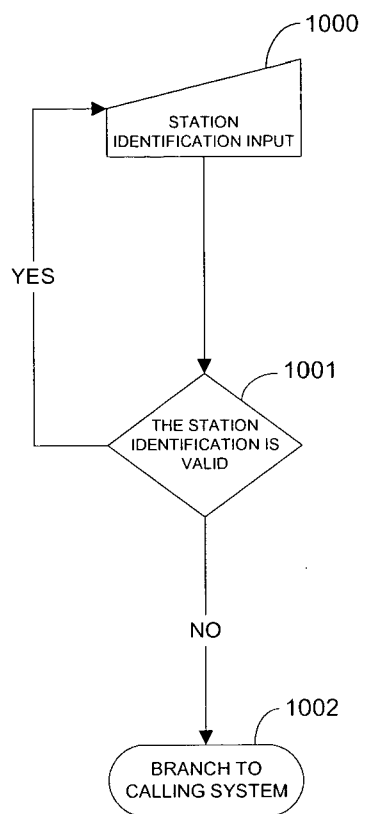 1000
STATION
IDENTIFICATION INPUT
YES
1001
THE STATION
IDENTIFICATION IS
VALID
NO
1002
BRANCH TO
CALLING SYSTEM